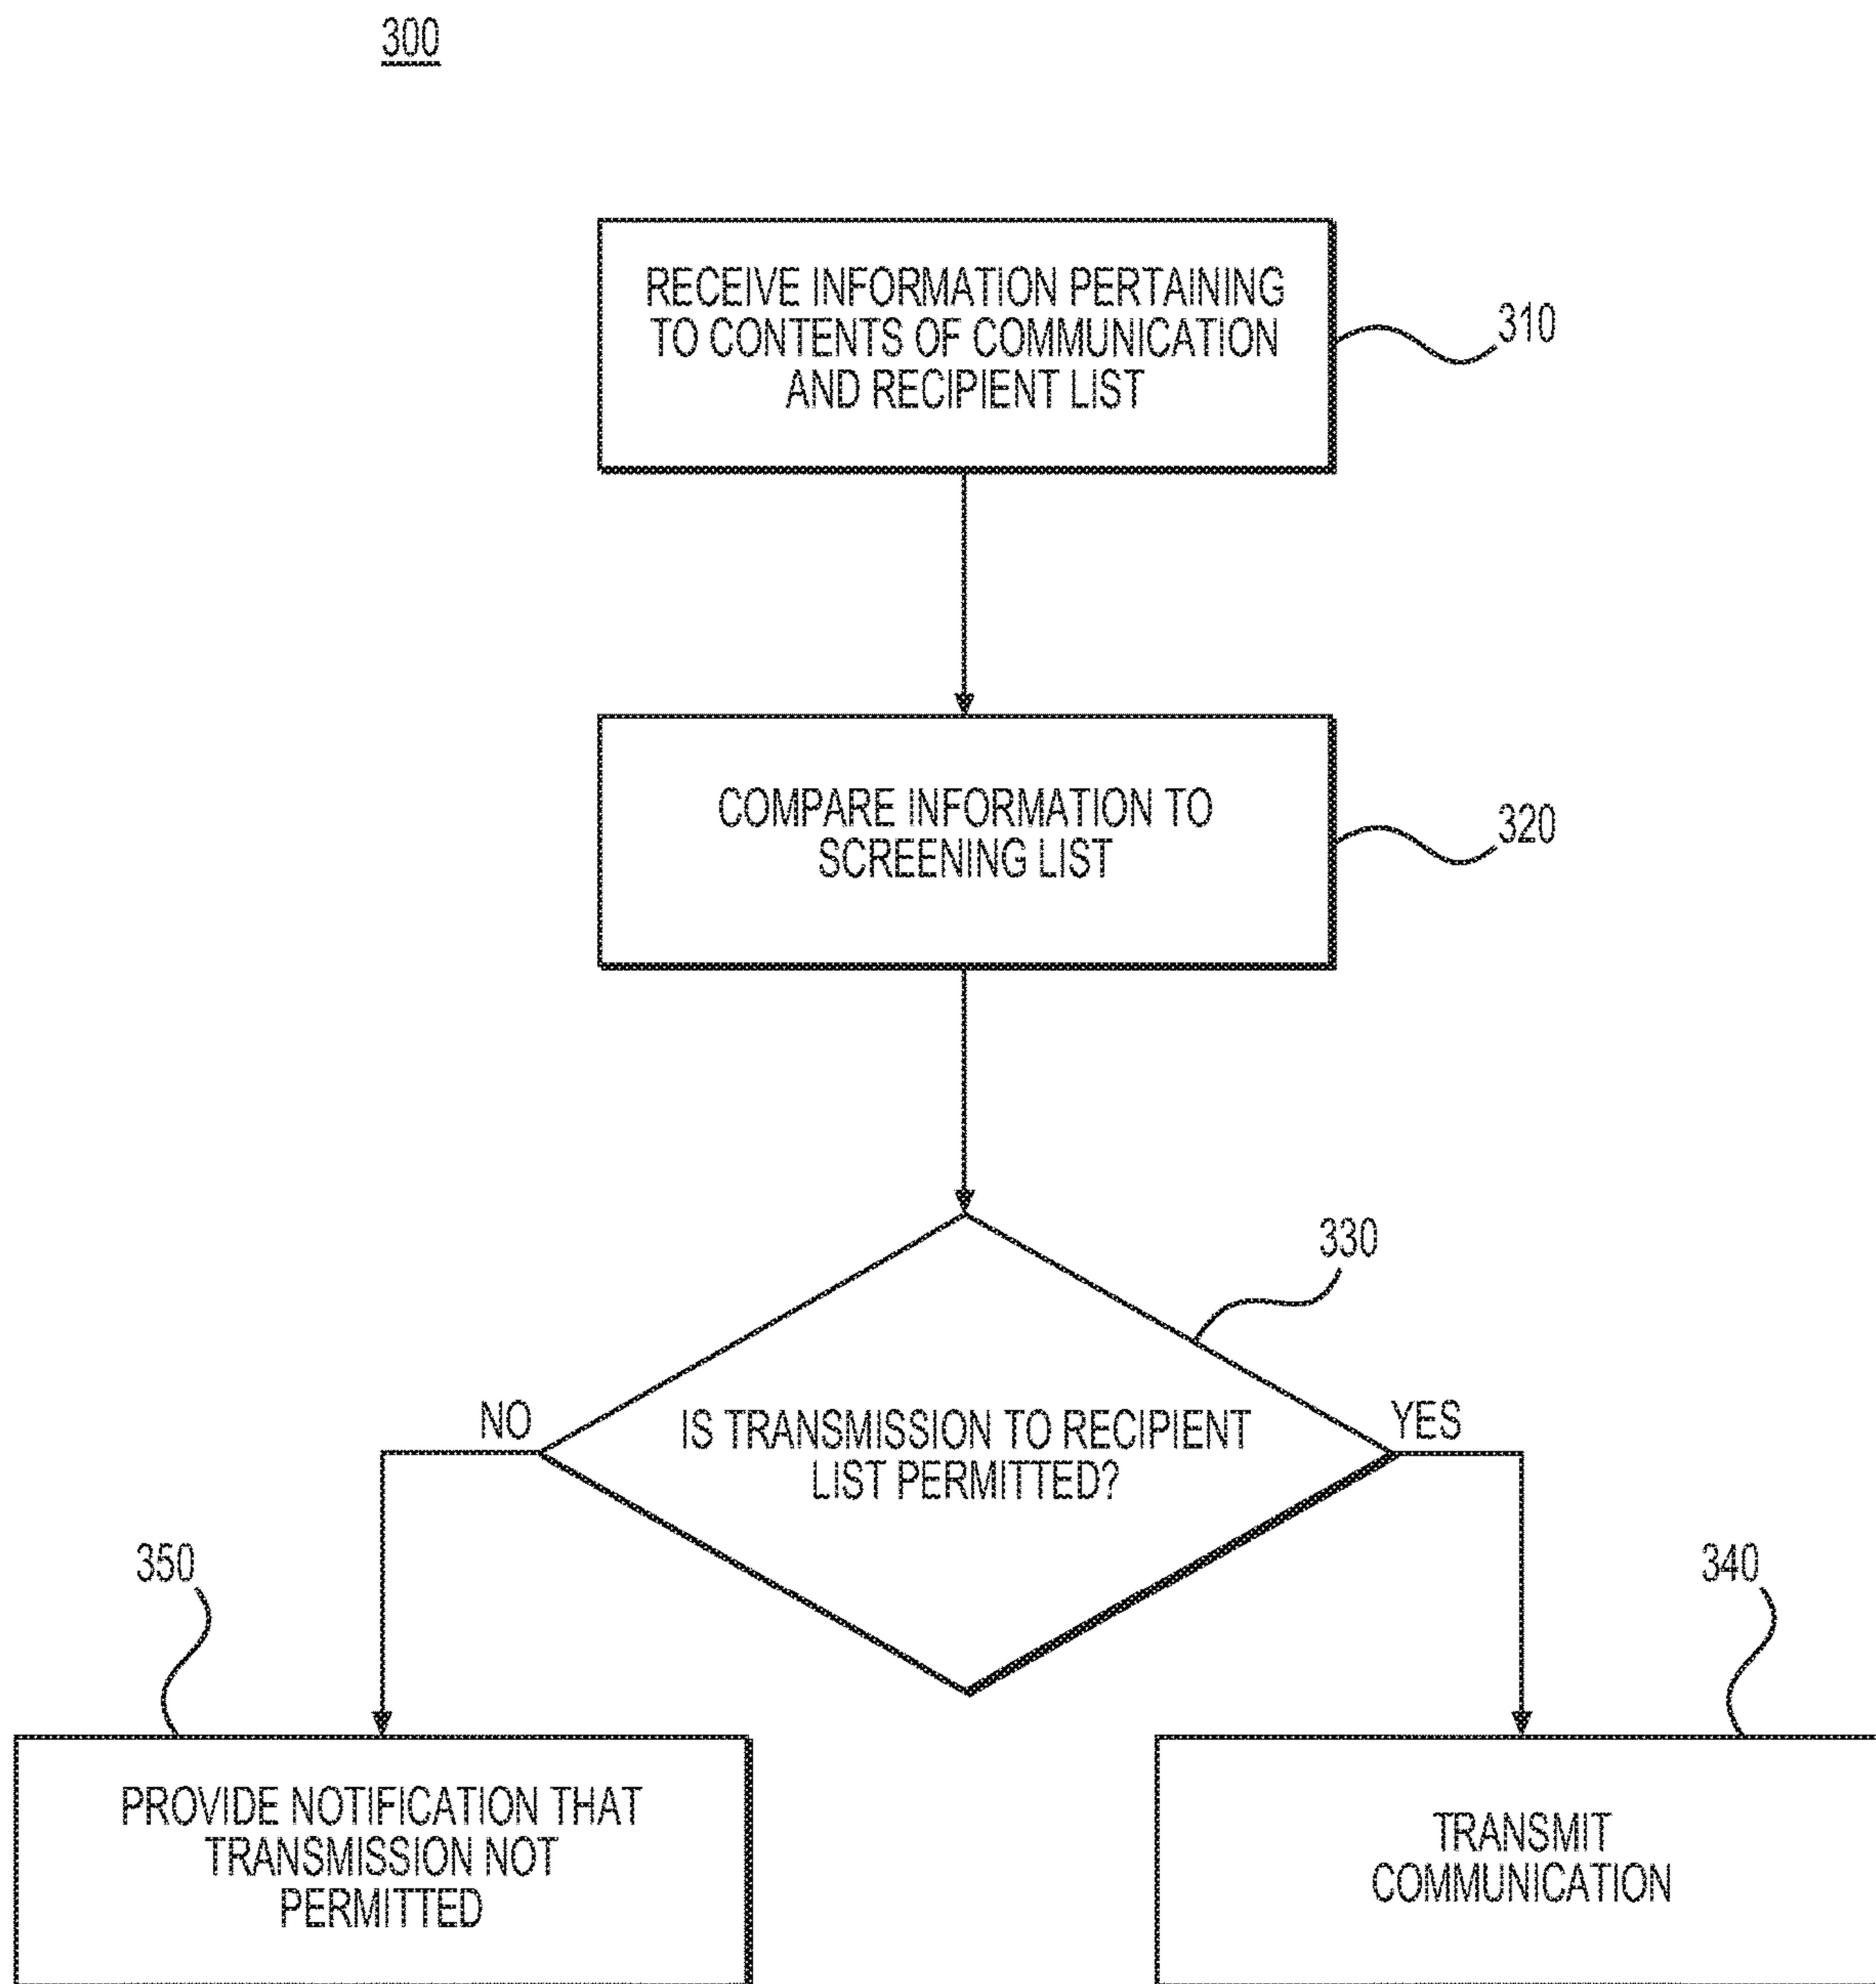 300
RECEIVE INFORMATION PERTAINING
TO CONTENTS OF COMMUNICATION
AND RECIPIENT LIST
310
COMPARE INFORMATION TO
SCREENING LIST
320
330
NO
IS TRANSMISSION TO RECIPIENT
LIST PERMITTED?
YES
350
340
PROVIDE NOTIFICATION THAT
TRANSMISSION NOT
PERMITTED
TRANSMIT
COMMUNICATION